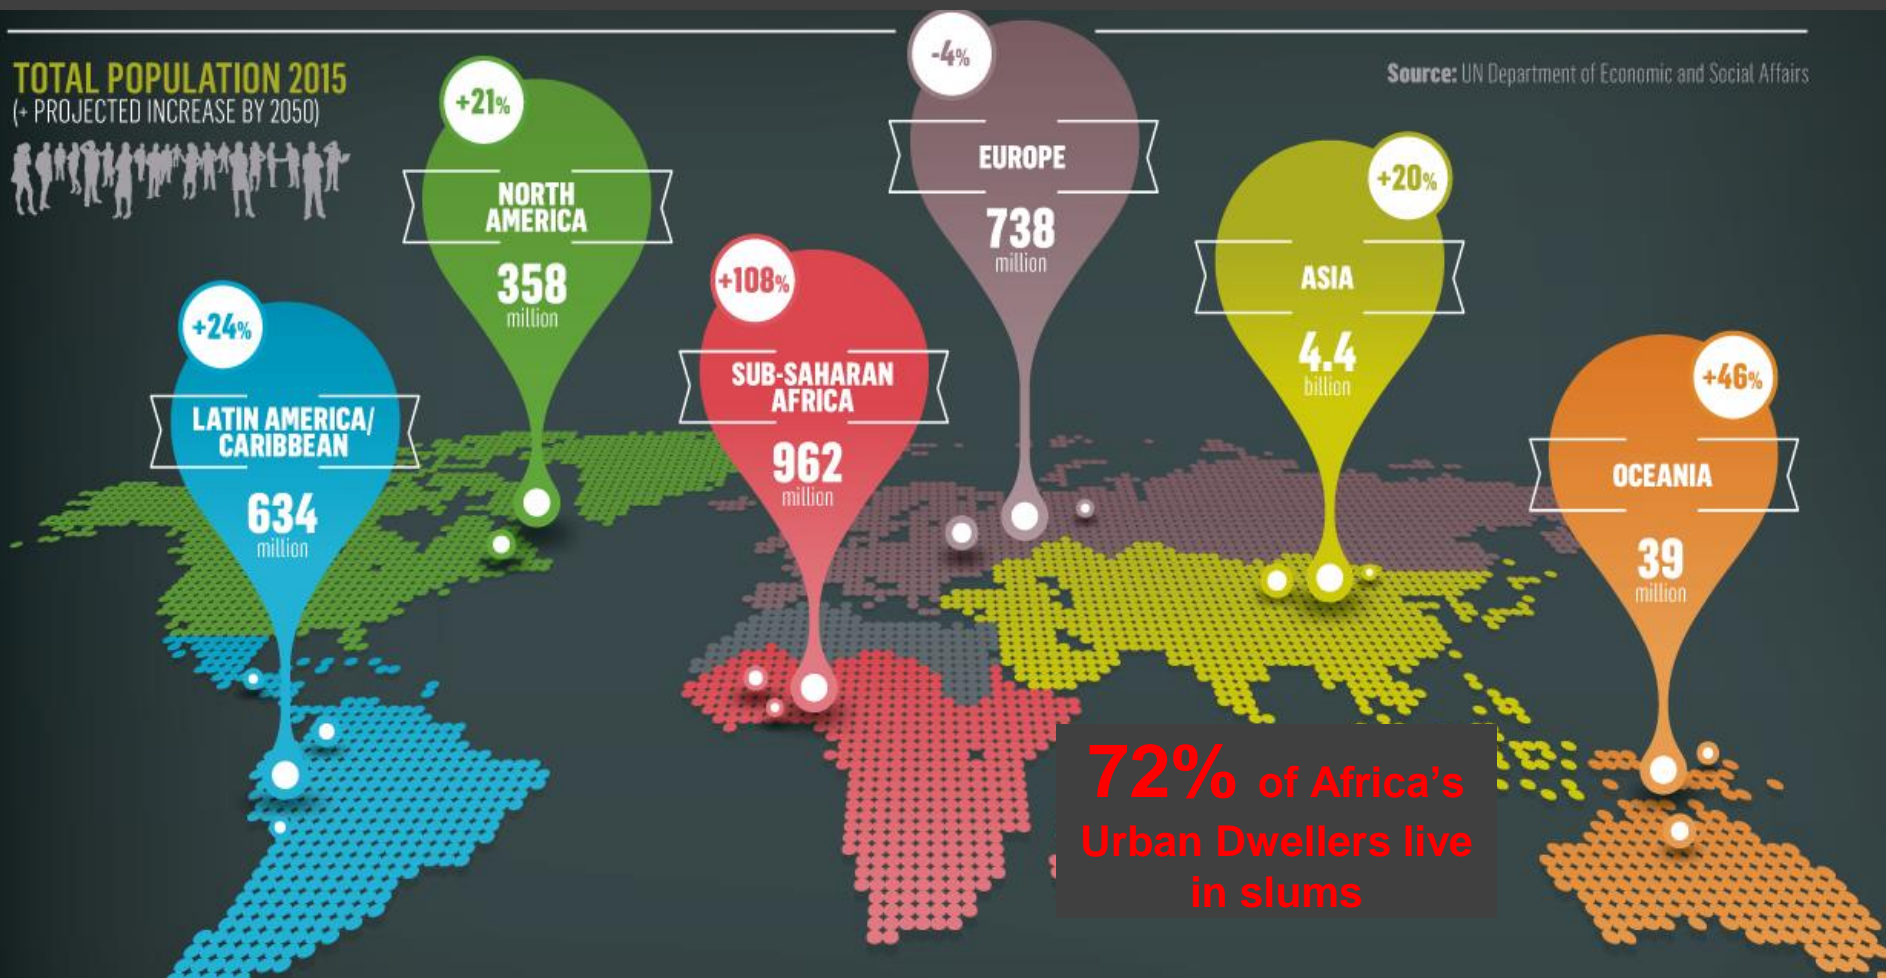 TOTAL POPULATION 2015
(+ PROJECTED INCREASE BY 2050)
Source: UN Department of Economic and Social Affairs
+24%
LATIN AMERICA/
CARIBBEAN
634
million
+21%
NORTH
AMERICA
358
million
+108%
SUB-SAHARAN
AFRICA
962
million
-4%
EUROPE
738
million
+20%
ASIA
4.4
billion
+46%
OCEANIA
39
million
72% of Africa’s
Urban Dwellers live
in slums